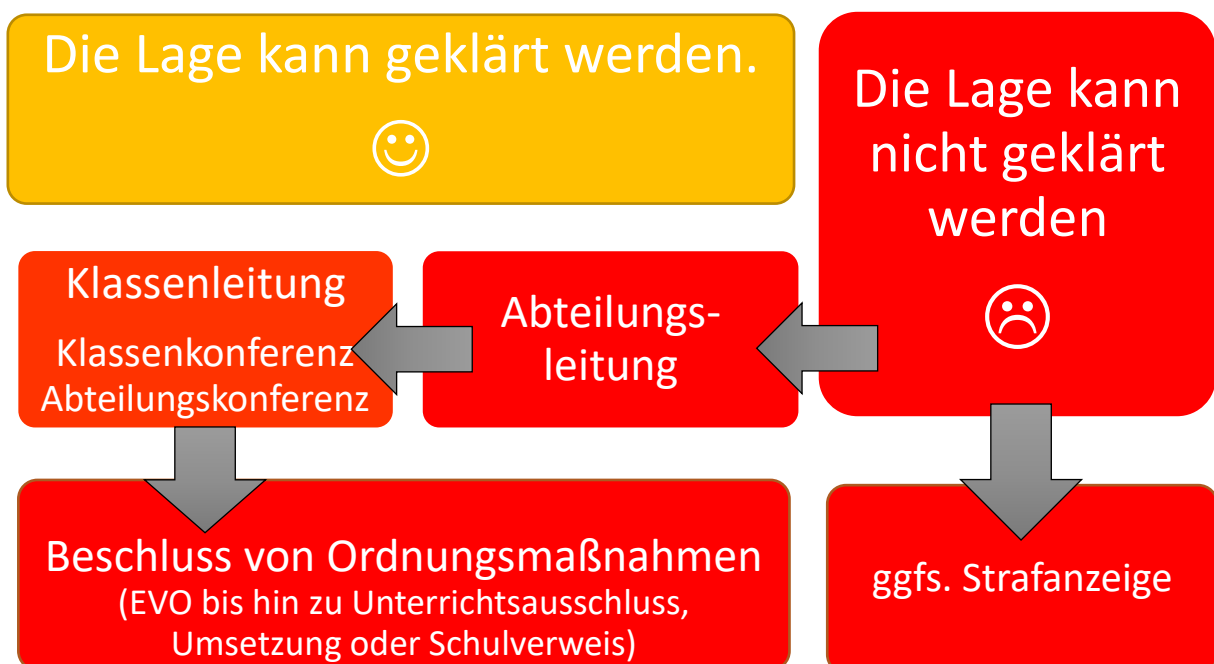 Die Lage kann geklärt werden.
☺
Die Lage kann
nicht geklärt
werden
☹
Klassenleitung
Klassenkonferenz
Abteilungskonferenz
Abteilungs-
leitung
Beschluss von Ordnungsmaßnahmen
(EVO bis hin zu Unterrichtsausschluss,
Umsetzung oder Schulverweis)
ggfs. Strafanzeige